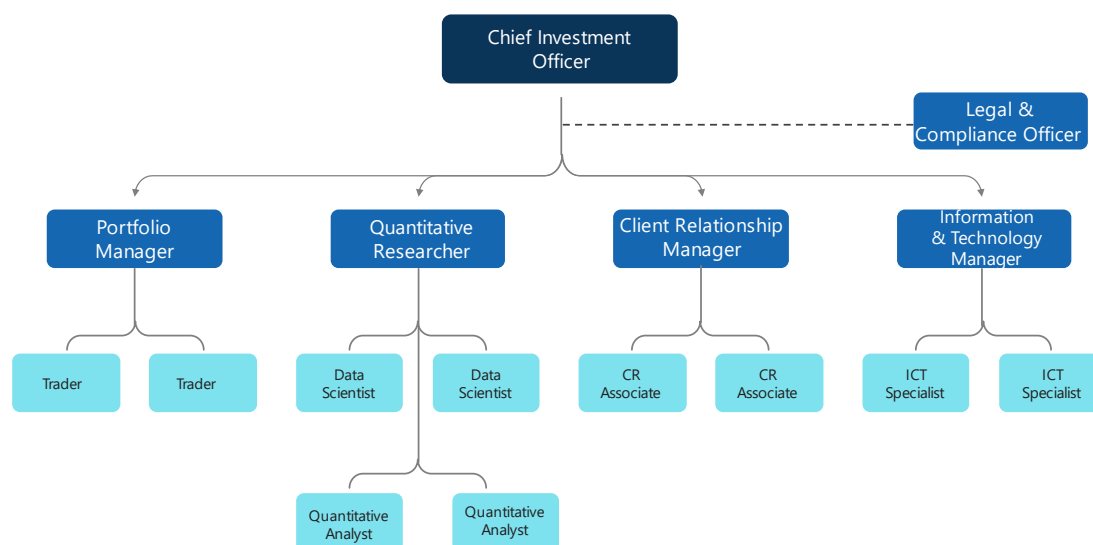 Chief Investment
Officer
Legal &
Compliance Officer
Portfolio
Manager
Quantitative
Researcher
Client Relationship
Manager
Information
& Technology
Manager
Trader
Trader
Data
Scientist
Data
Scientist
CR
Associate
CR
Associate
ICT
Specialist
ICT
Specialist
Quantitative
Analyst
Quantitative
Analyst